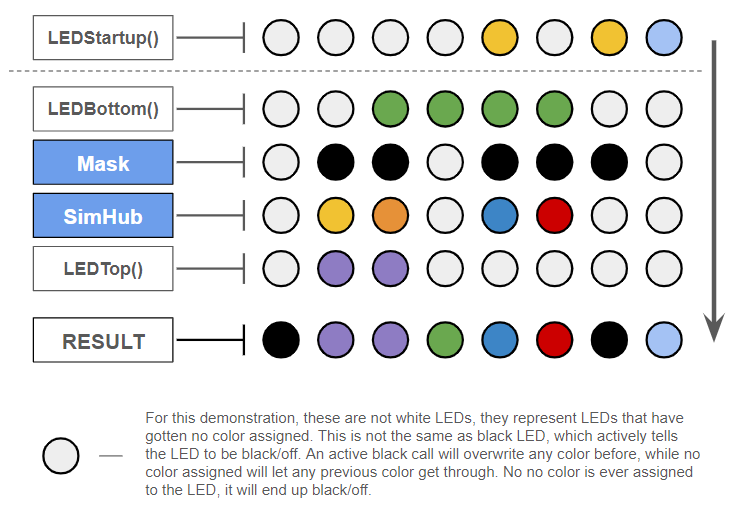 LEDStartup()
LEDBottom()
Mask
SimHub
LEDTop()
RESULT
For this demonstration, these are not white LEDs, they represent LEDs that have
gotten no color assigned. This is not the same as black LED, which actively tells
the LED to be black/off. An active black call will overwrite any color before, while no
color assigned will let any previous color get through. No no color is ever assigned
to the LED, it will end up black/off.